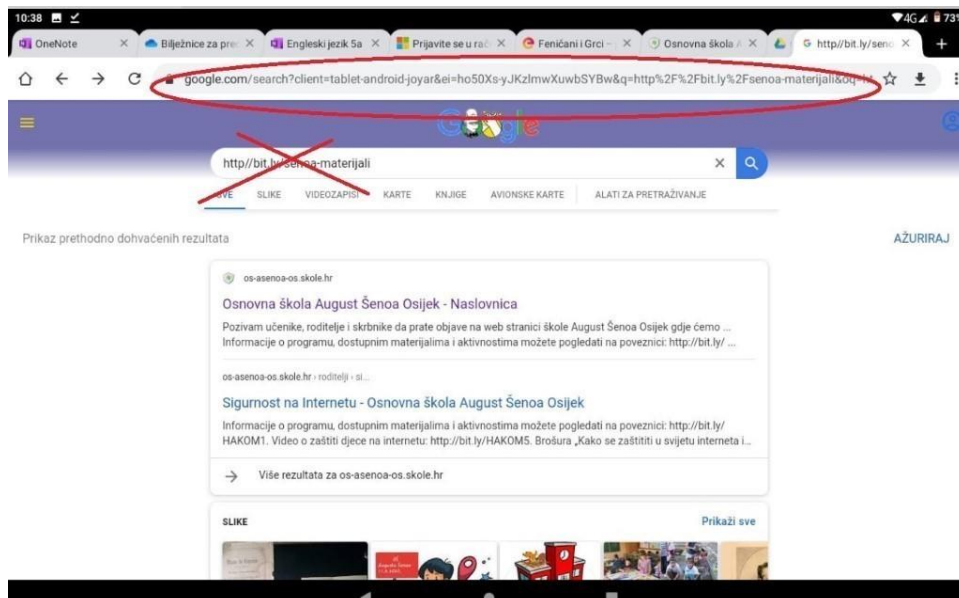 10:38 4G 73%
OneNote Bilježnice za pre Engleski jezik 5a Prijavite se u rač Feničani i Grci – Osnovna škola A http//bit.ly/seno
google.com/search?client=tablet-android-joyar&ei=ho50Xs-yJKzlmwXuwbSYBw&q=http%2F%2Fbit.ly%2Fsenoa-materijali&oq=ht
Google
http//bit.ly/senoa-materijali
SVE SLIKE VIDEOZAPISI KARTE KNJIGE AVIONSKE KARTE ALATI ZA PRETRAŽIVANJE
Prikaz prethodno dohvaćenih rezultata AŽURIRAJ
os-asenoa-os.skole.hr
Osnovna škola August Šenoa Osijek - Naslovnica
Pozivam učenike, roditelje i skrbnike da prate objave na web stranici škole August Šenoa Osijek gdje ćemo ...
Informacije o programu, dostupnim materijalima i aktivnostima možete pogledati na poveznici: http://bit.ly/ ...
os-asenoa-os.skole.hr › roditelji › si...
Sigurnost na Internetu - Osnovna škola August Šenoa Osijek
Informacije o programu, dostupnim materijalima i aktivnostima možete pogledati na poveznici: http://bit.ly/
HAKOM1. Video o zaštiti djece na internetu: http://bit.ly/HAKOM5. Brošura „Kako se zaštititi u svijetu interneta i...
Više rezultata za os-asenoa-os.skole.hr
SLIKE Prikaži sve